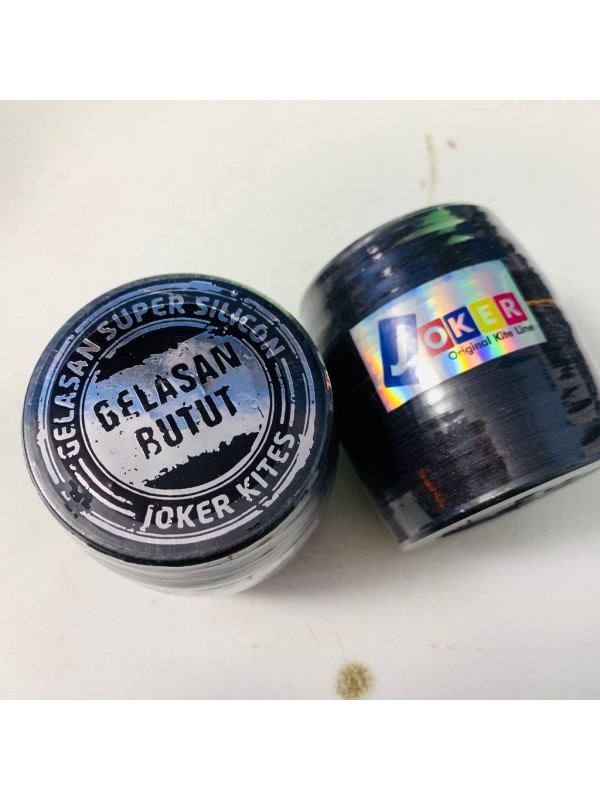 GELASAN SUPER SILICON
GELASAN
BUTUT
JOKER KITES
JOKER
Original Kite Line